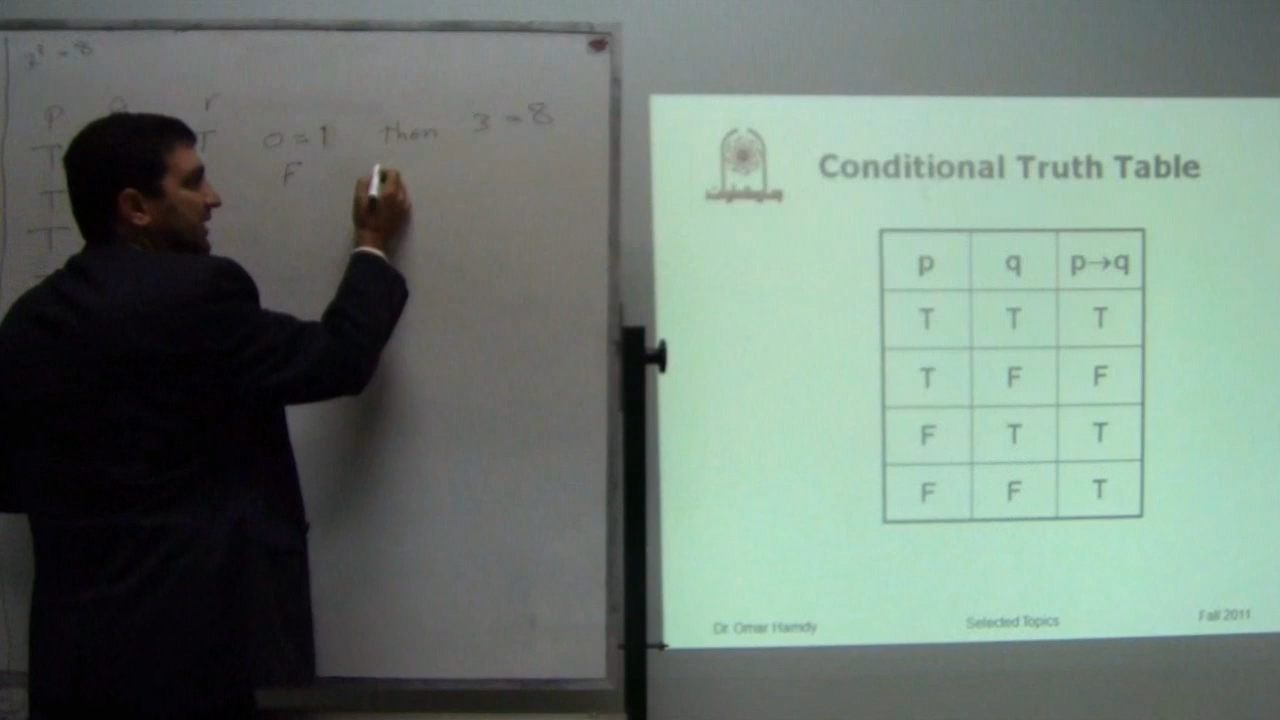 2³ = 8
P Q r
T T 0 = 1 then 3 = 8
T F
T
Conditional Truth Table
p q p→q
T T T
T F F
F T T
F F T
Dr. Omar Hamdy Selected Topics Fall 2011